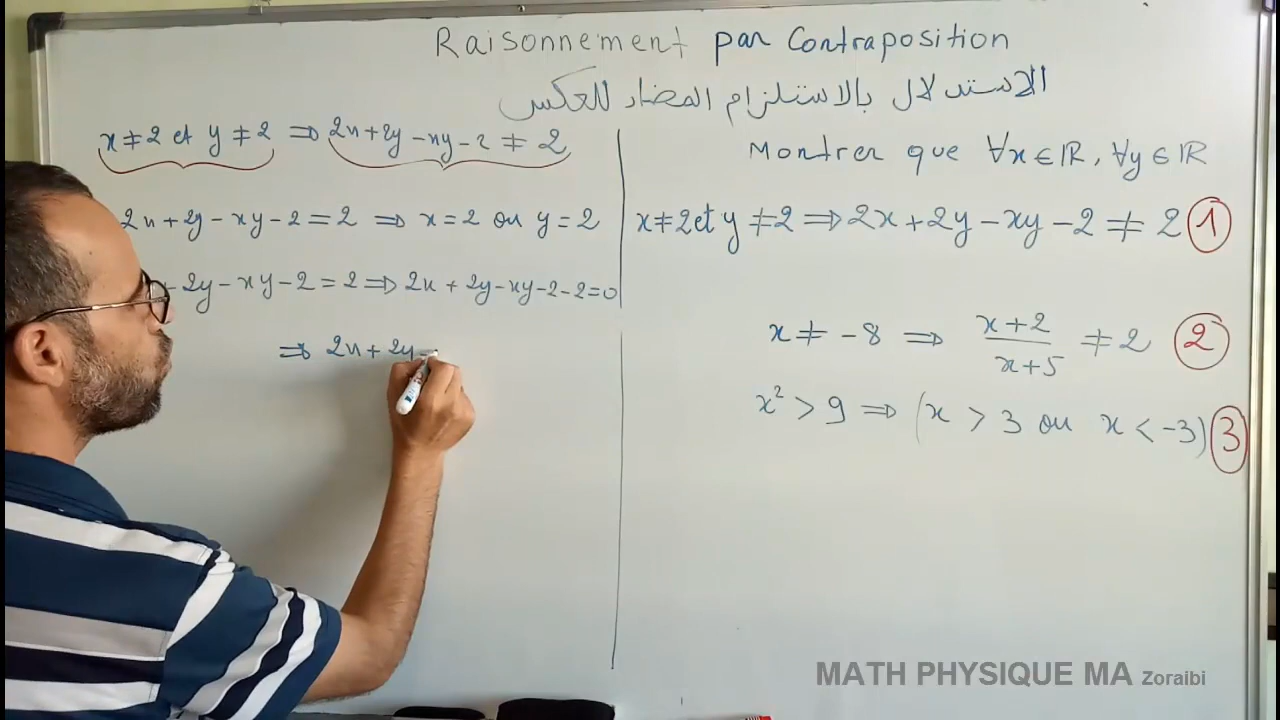 Raisonnement par Contraposition
الاستدلال بالاستلزام المضاد للعكس
x ≠ 2 et y ≠ 2 ⇒ 2x + 2y - xy - 2 ≠ 2
2x + 2y - xy - 2 = 2 ⇒ x = 2 ou y = 2
+ 2y - xy - 2 = 2 ⇒ 2x + 2y - xy - 2 - 2 = 0
⇒ 2x + 2y -
Montrer que ∀x ∈ ℝ, ∀y ∈ ℝ
x ≠ 2 et y ≠ 2 ⇒ 2x + 2y - xy - 2 ≠ 2 1
x ≠ -8 ⇒ (x+2)/(x+5) ≠ 2 2
x² > 9 ⇒ (x > 3 ou x < -3) 3
MATH PHYSIQUE MA Zoraibi